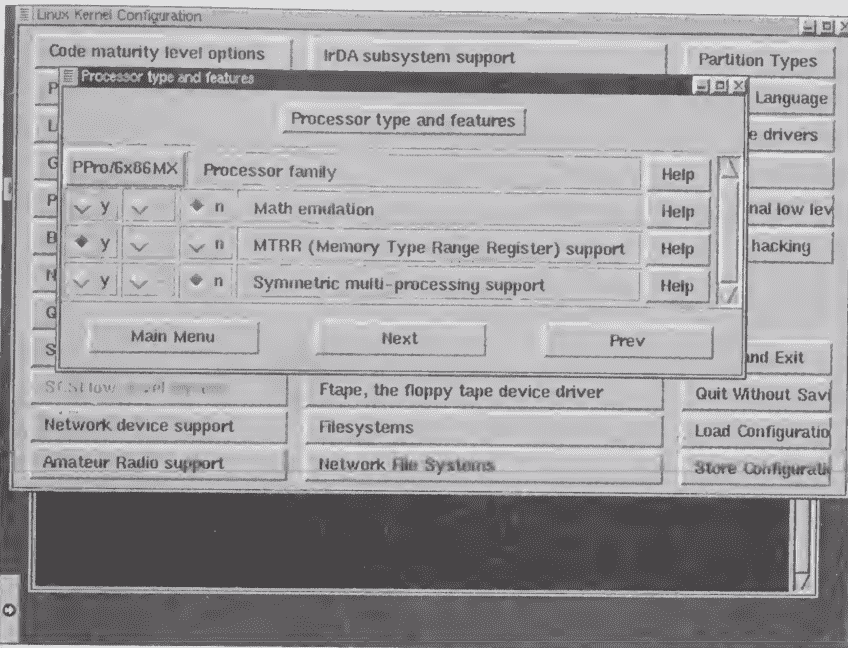 Linux Kernel Configuration
Code maturity level options
IrDA subsystem support
Partition Types
Processor type and features
Language
Processor type and features
e drivers
PPro/6x86MX
Processor family
Help
y
n
Math emulation
Help
nal low lev
y
n
MTRR (Memory Type Range Register) support
Help
hacking
y
n
Symmetric multi-processing support
Help
Main Menu
Next
Prev
and Exit
Ftape, the floppy tape device driver
Quit Without Savi
Network device support
Filesystems
Load Configuratio
Amateur Radio support
Network File Systems
Store Configurati
P
L
G
P
B
N
Q
S